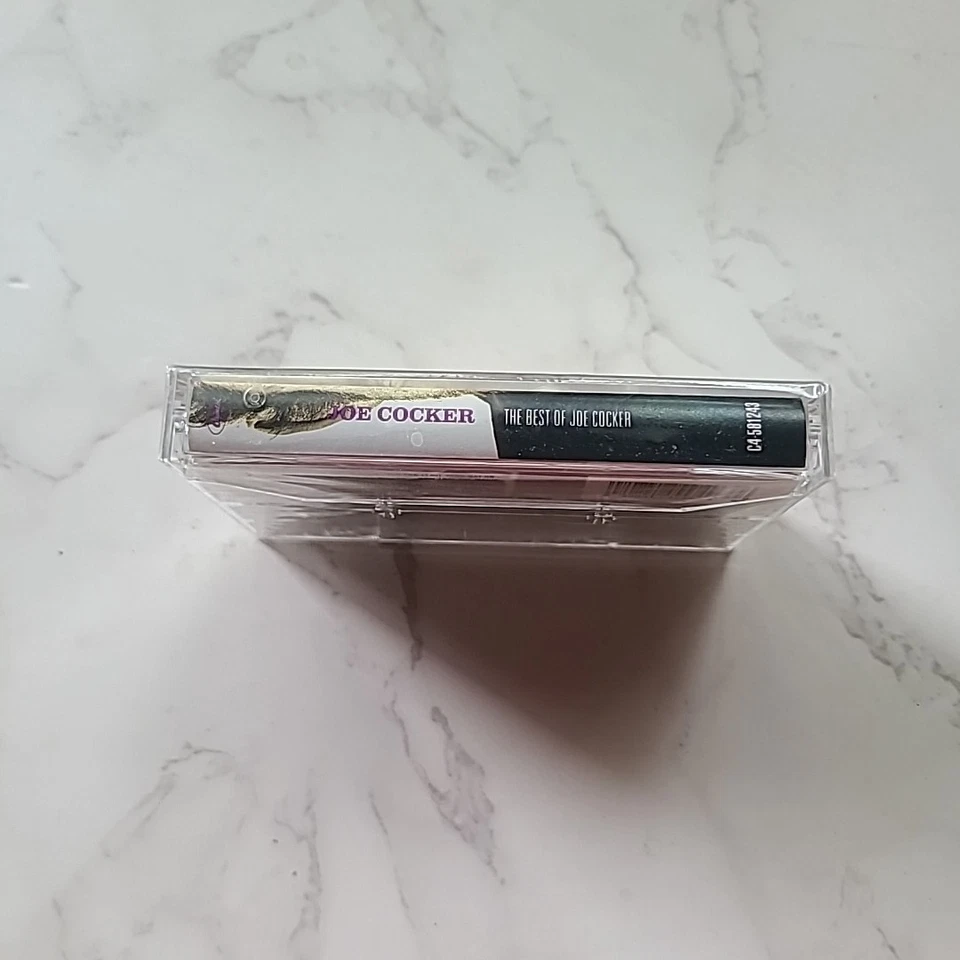 JOE COCKER
THE BEST OF JOE COCKER
C4-581243